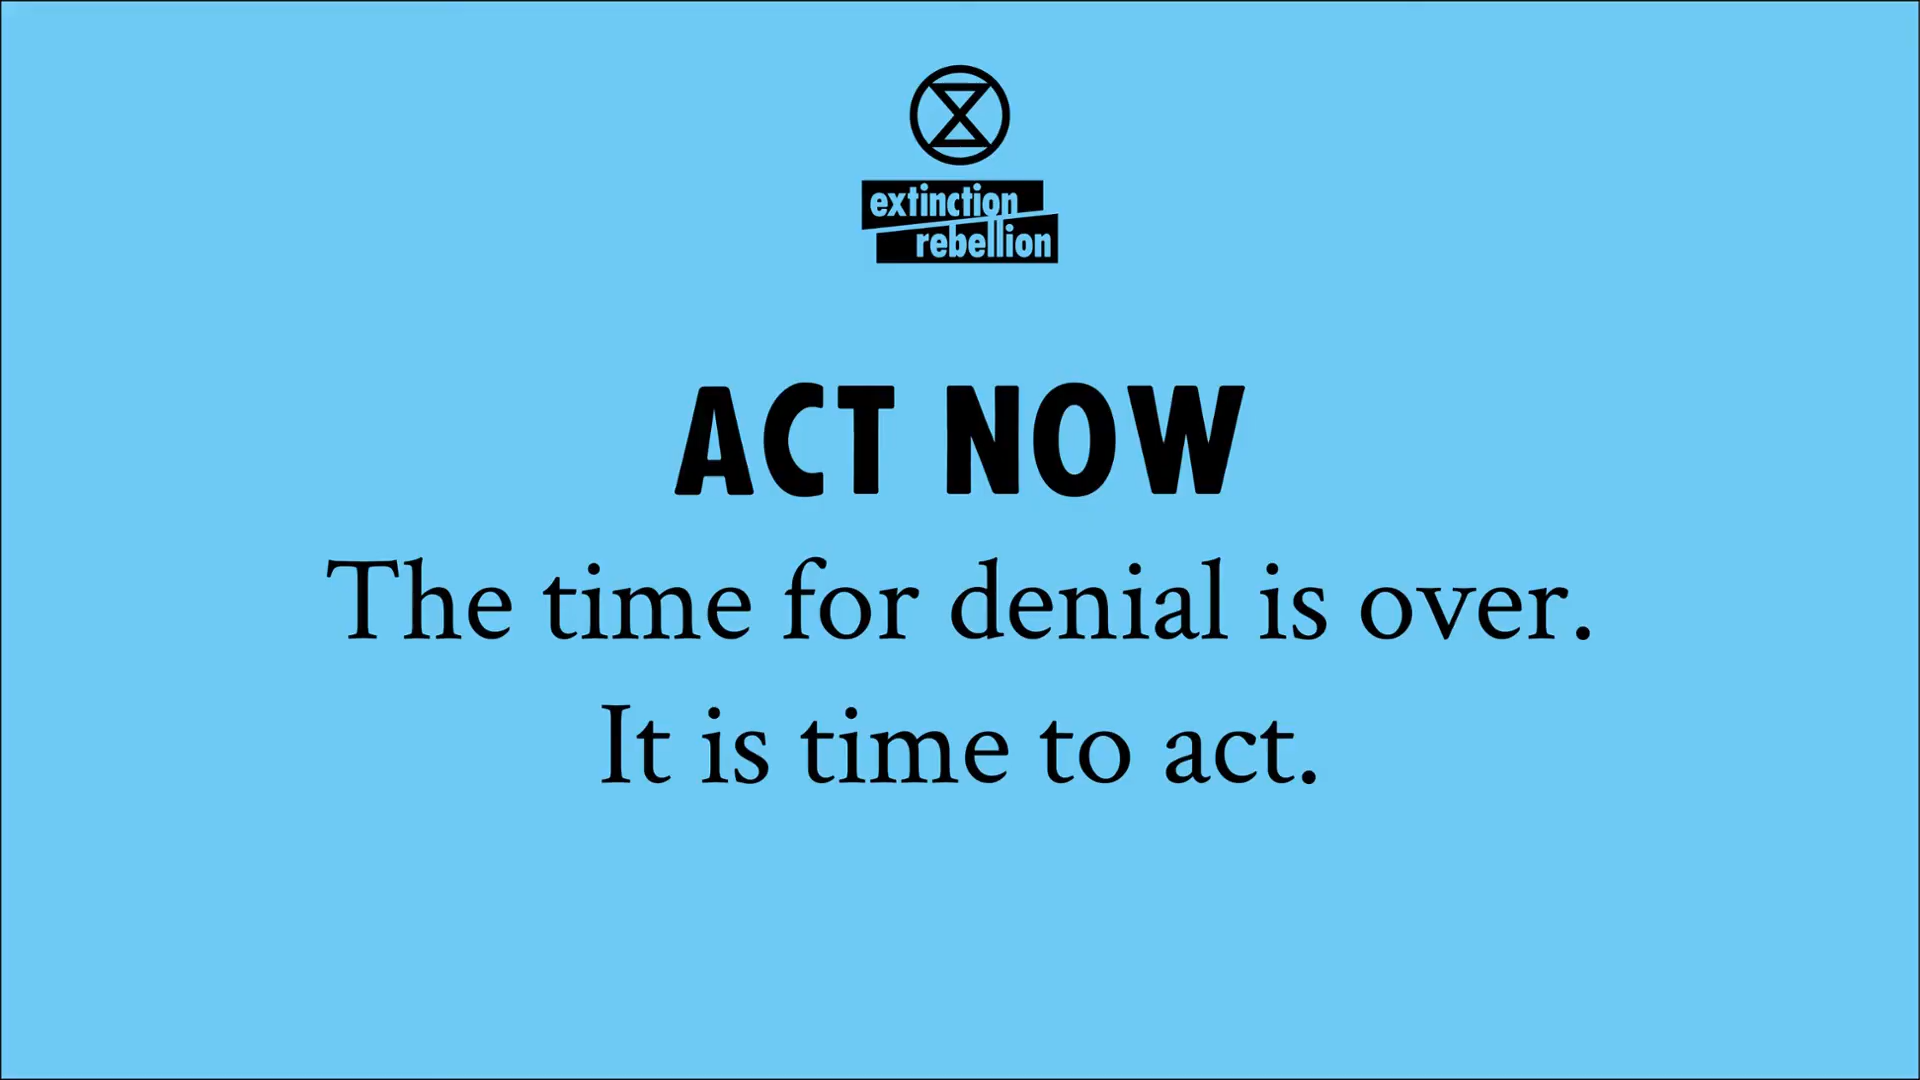 extinction
rebellion
ACT NOW
The time for denial is over.
It is time to act.